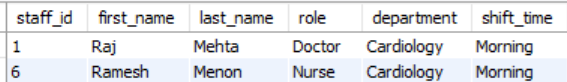 staff_id first_name last_name role department shift_time
1 Raj Mehta Doctor Cardiology Morning
6 Ramesh Menon Nurse Cardiology Morning